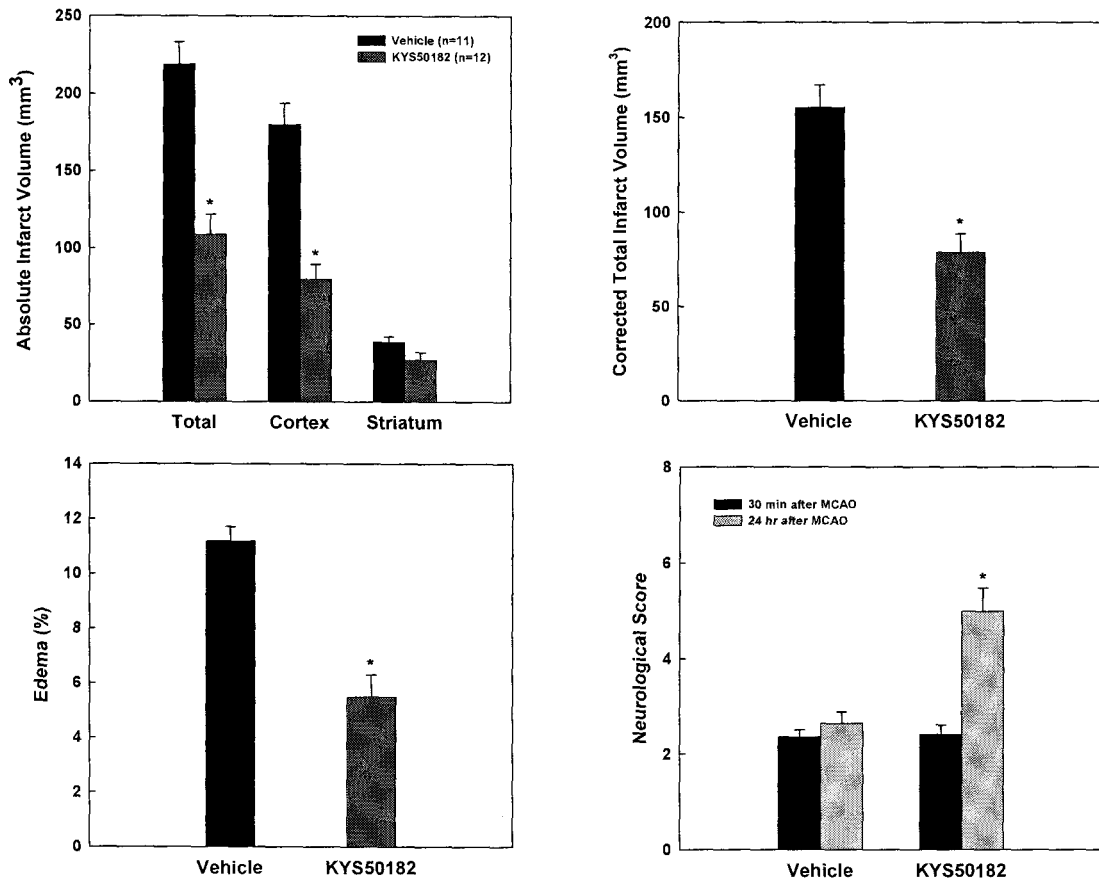 Absolute Infarct Volume (mm3)
250
200
150
100
50
0
Vehicle (n=11)
KYS50182 (n=12)
*
*
Total Cortex Striatum
Corrected Total Infarct Volume (mm3)
200
150
100
50
0
*
Vehicle KYS50182
Edema (%)
14
12
10
8
6
4
2
0
*
Vehicle KYS50182
Neurological Score
8
6
4
2
0
30 min after MCAO
24 hr after MCAO
*
Vehicle KYS50182